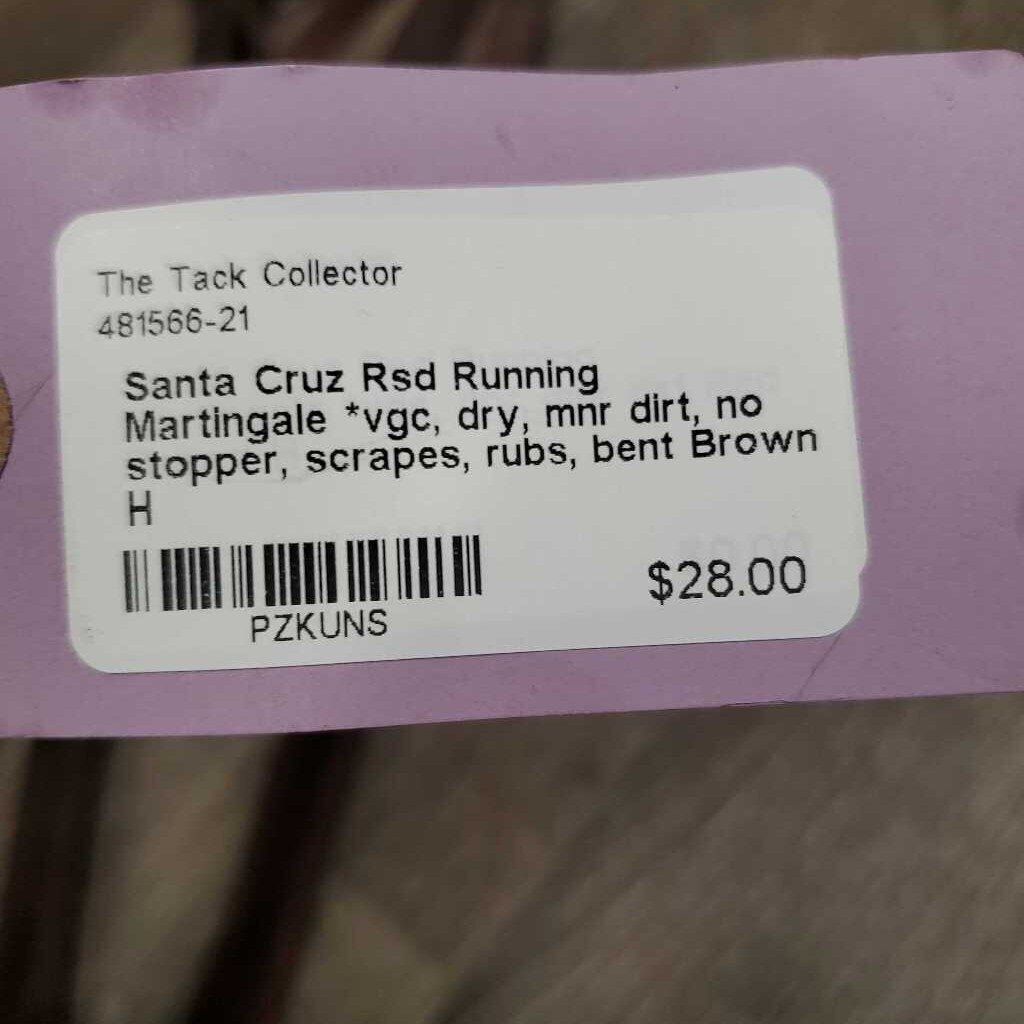 The Tack Collector
481566-21
Santa Cruz Rsd Running
Martingale *vgc, dry, mnr dirt, no
stopper, scrapes, rubs, bent Brown
H
$28.00
PZKUNS